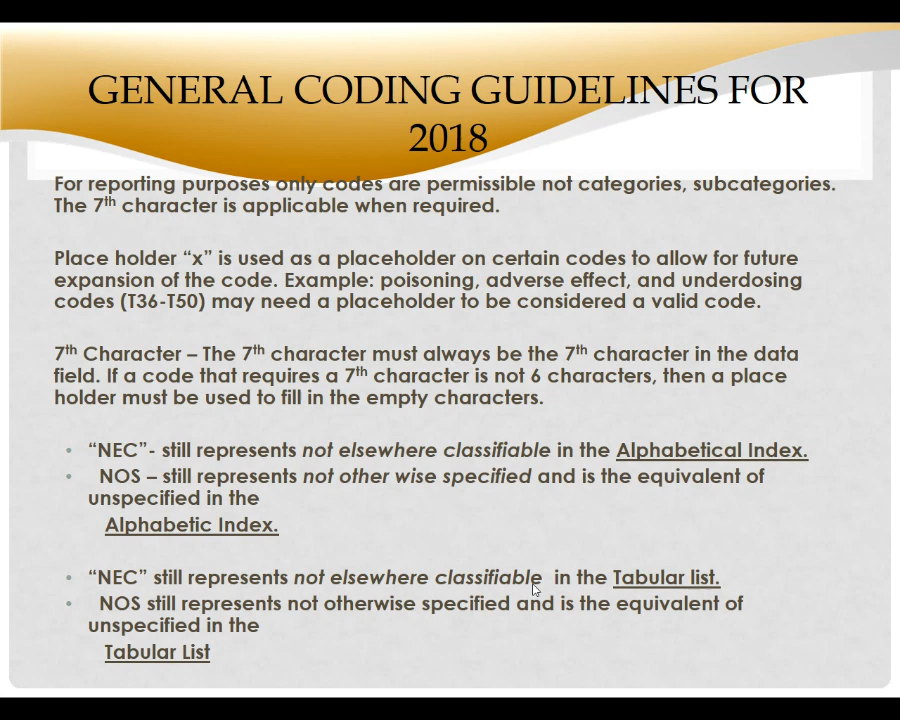 GENERAL CODING GUIDELINES FOR
2018
For reporting purposes only codes are permissible not categories, subcategories.
The 7th character is applicable when required.
Place holder “x” is used as a placeholder on certain codes to allow for future
expansion of the code. Example: poisoning, adverse effect, and underdosing
codes (T36-T50) may need a placeholder to be considered a valid code.
7th Character – The 7th character must always be the 7th character in the data
field. If a code that requires a 7th character is not 6 characters, then a place
holder must be used to fill in the empty characters.
• “NEC”- still represents not elsewhere classifiable in the Alphabetical Index.
• NOS – still represents not other wise specified and is the equivalent of
unspecified in the
Alphabetic Index.
• “NEC” still represents not elsewhere classifiable in the Tabular list.
• NOS still represents not otherwise specified and is the equivalent of
unspecified in the
Tabular List